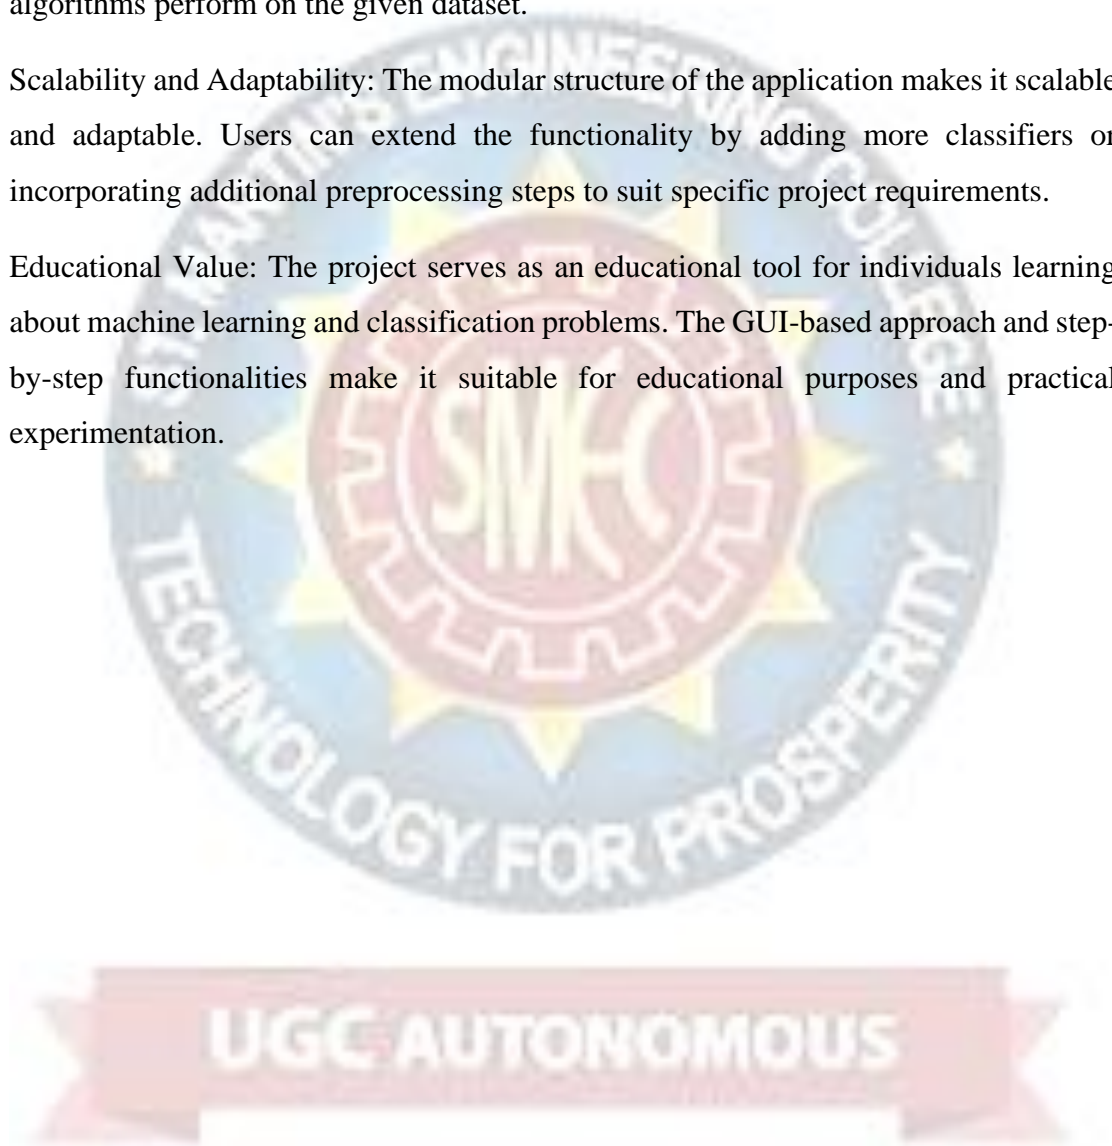 algorithms perform on the given dataset.
Scalability and Adaptability: The modular structure of the application makes it scalable
and adaptable. Users can extend the functionality by adding more classifiers or
incorporating additional preprocessing steps to suit specific project requirements.
Educational Value: The project serves as an educational tool for individuals learning
about machine learning and classification problems. The GUI-based approach and step-
by-step functionalities make it suitable for educational purposes and practical
experimentation.
ST. MARTIN'S ENGINEERING COLLEGE
SMEC
TECHNOLOGY FOR PROSPERITY
UGC AUTONOMOUS